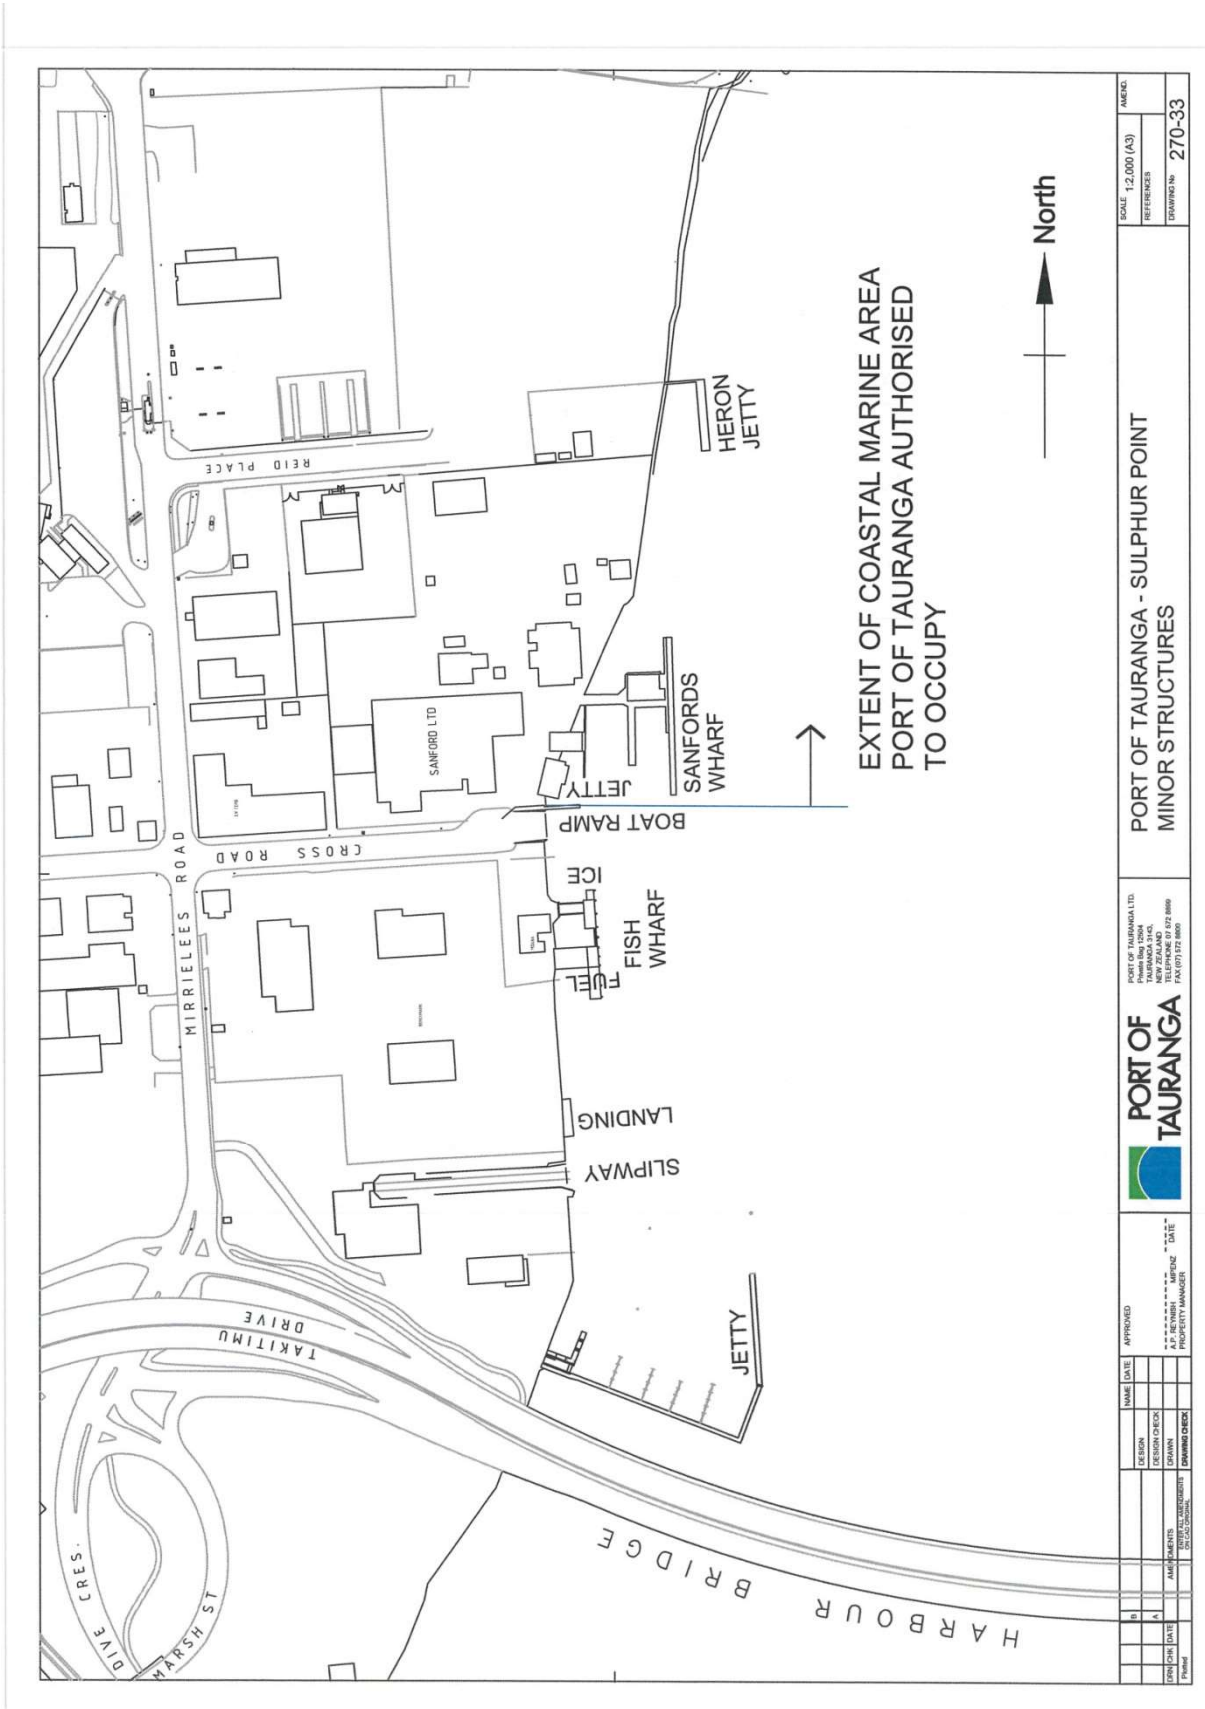 DIVE CRES.
MARSH ST
TAKITIMU
DRIVE
HARBOUR BRIDGE
MIRRIELEES ROAD
CROSS ROAD
REID PLACE
SANFORD LTD
JETTY
SLIPWAY
LANDING
FUEL
FISH
WHARF
ICE
BOAT RAMP
JETTY
SANFORDS
WHARF
HERON
JETTY
EXTENT OF COASTAL MARINE AREA
PORT OF TAURANGA AUTHORISED
TO OCCUPY
North
B
A
DRN CHK DATE
AMENDMENTS
Plotted
ENTER ALL AMENDMENTS
ON CAD ORIGINAL
NAME DATE
DESIGN
DESIGN CHECK
DRAWN
DRAWING CHECK
APPROVED
A.P. REYNISH MIPENZ DATE
PROPERTY MANAGER
PORT OF
TAURANGA
PORT OF TAURANGA LTD.
Private Bag 12504
TAURANGA 3143,
NEW ZEALAND
TELEPHONE 07 572 8899
FAX (07) 572 8800
PORT OF TAURANGA - SULPHUR POINT
MINOR STRUCTURES
SCALE 1:2,000 (A3)
AMEND.
REFERENCES
DRAWING No 270-33